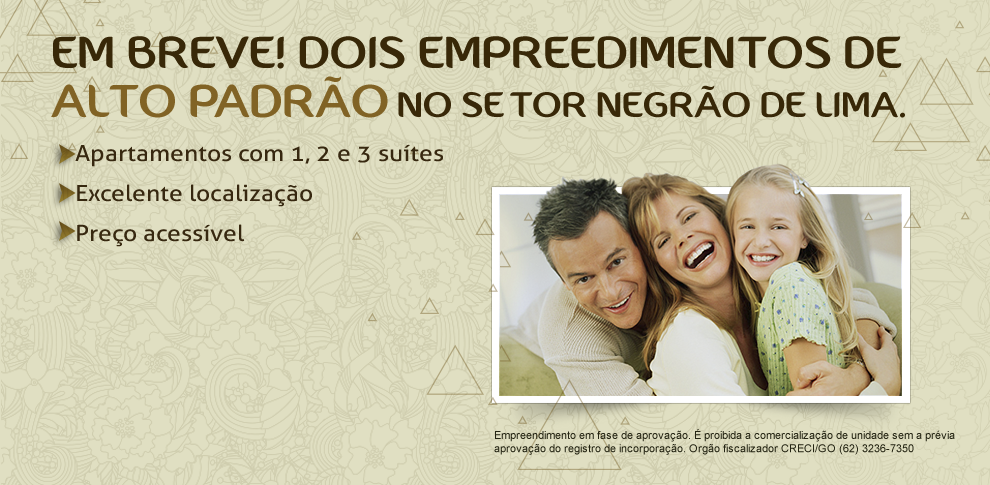 EM BREVE! DOIS EMPREEDIMENTOS DE
ALTO PADRÃO NO SETOR NEGRÃO DE LIMA.
Apartamentos com 1, 2 e 3 suítes
Excelente localização
Preço acessível
Empreendimento em fase de aprovação. É proibida a comercialização de unidade sem a prévia
aprovação do registro de incorporação. Orgão fiscalizador CRECI/GO (62) 3236-7350